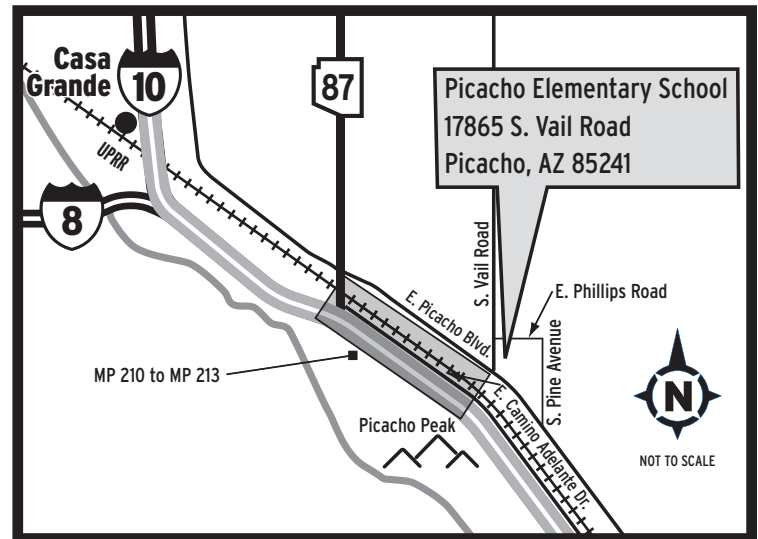 Casa
Grande
10
87
Picacho Elementary School
17865 S. Vail Road
Picacho, AZ 85241
UPRR
8
S. Vail Road
E. Phillips Road
E. Picacho Blvd.
S. Pine Avenue
MP 210 to MP 213
E. Camino Adelante Dr.
Picacho Peak
N
NOT TO SCALE